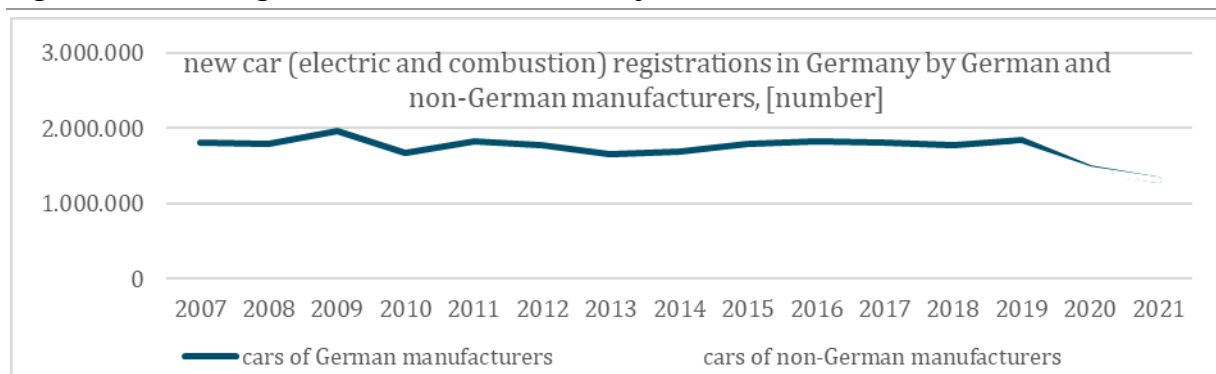 3.000.000
new car (electric and combustion) registrations in Germany by German and
non-German manufacturers, [number]
2.000.000
1.000.000
0
2007 2008 2009 2010 2011 2012 2013 2014 2015 2016 2017 2018 2019 2020 2021
cars of German manufacturers cars of non-German manufacturers